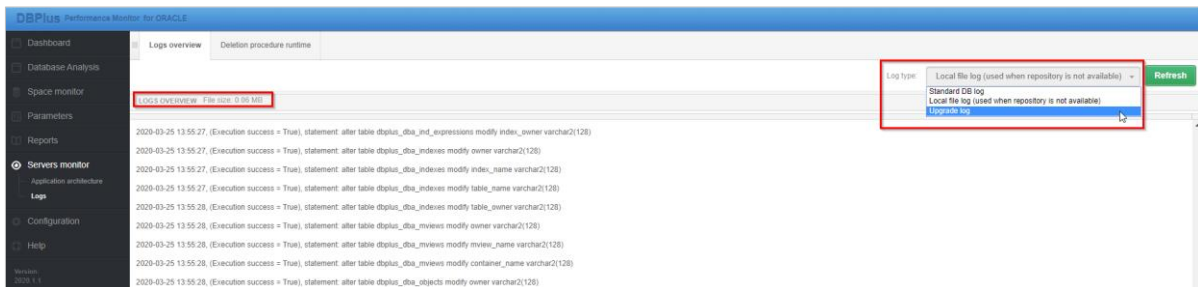 DBPlus Performance Monitor for ORACLE
Dashboard
Database Analysis
Space monitor
Parameters
Reports
Servers monitor
Application architecture
Logs
Configuration
Help
Version:
2020.1.1
Logs overview Deletion procedure runtime
Log type: Local file log (used when repository is not available) Refresh
Standard DB log
Local file log (used when repository is not available)
Upgrade log
LOGS OVERVIEW File size: 0.06 MB
2020-03-25 13:55:27, (Execution success = True), statement: alter table dbplus_dba_ind_expressions modify index_owner varchar2(128)
2020-03-25 13:55:27, (Execution success = True), statement: alter table dbplus_dba_indexes modify owner varchar2(128)
2020-03-25 13:55:27, (Execution success = True), statement: alter table dbplus_dba_indexes modify index_name varchar2(128)
2020-03-25 13:55:27, (Execution success = True), statement: alter table dbplus_dba_indexes modify table_name varchar2(128)
2020-03-25 13:55:28, (Execution success = True), statement: alter table dbplus_dba_indexes modify table_owner varchar2(128)
2020-03-25 13:55:28, (Execution success = True), statement: alter table dbplus_dba_mviews modify owner varchar2(128)
2020-03-25 13:55:28, (Execution success = True), statement: alter table dbplus_dba_mviews modify mview_name varchar2(128)
2020-03-25 13:55:28, (Execution success = True), statement: alter table dbplus_dba_mviews modify container_name varchar2(128)
2020-03-25 13:55:28, (Execution success = True), statement: alter table dbplus_dba_objects modify owner varchar2(128)